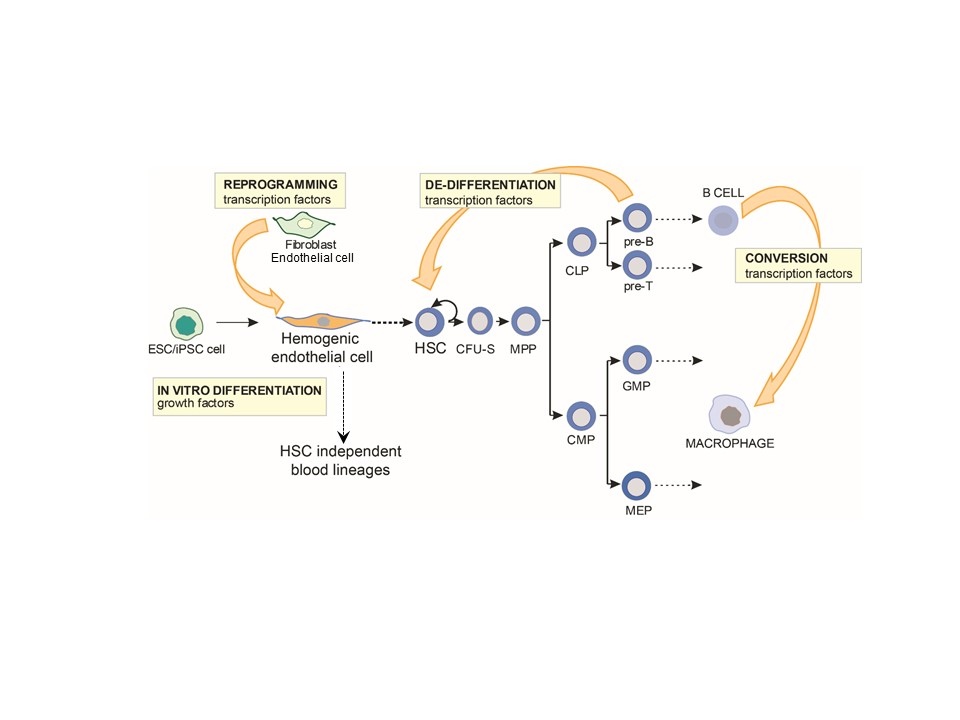 REPROGRAMMING
transcription factors
Fibroblast
Endothelial cell
DE-DIFFERENTIATION
transcription factors
B CELL
pre-B
CLP
pre-T
CONVERSION
transcription factors
ESC/iPSC cell
Hemogenic
endothelial cell
HSC
CFU-S
MPP
IN VITRO DIFFERENTIATION
growth factors
GMP
CMP
MACROPHAGE
HSC independent
blood lineages
MEP